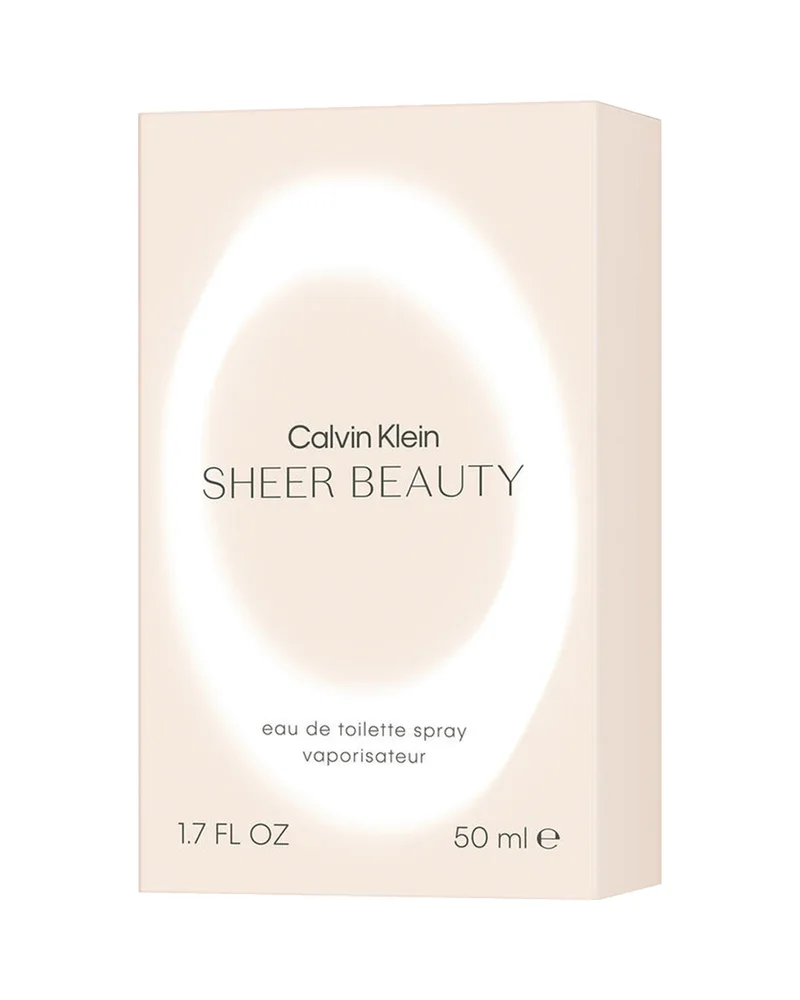 Calvin Klein
SHEER BEAUTY
eau de toilette spray
vaporisateur
1.7 FL OZ 50 ml ℮